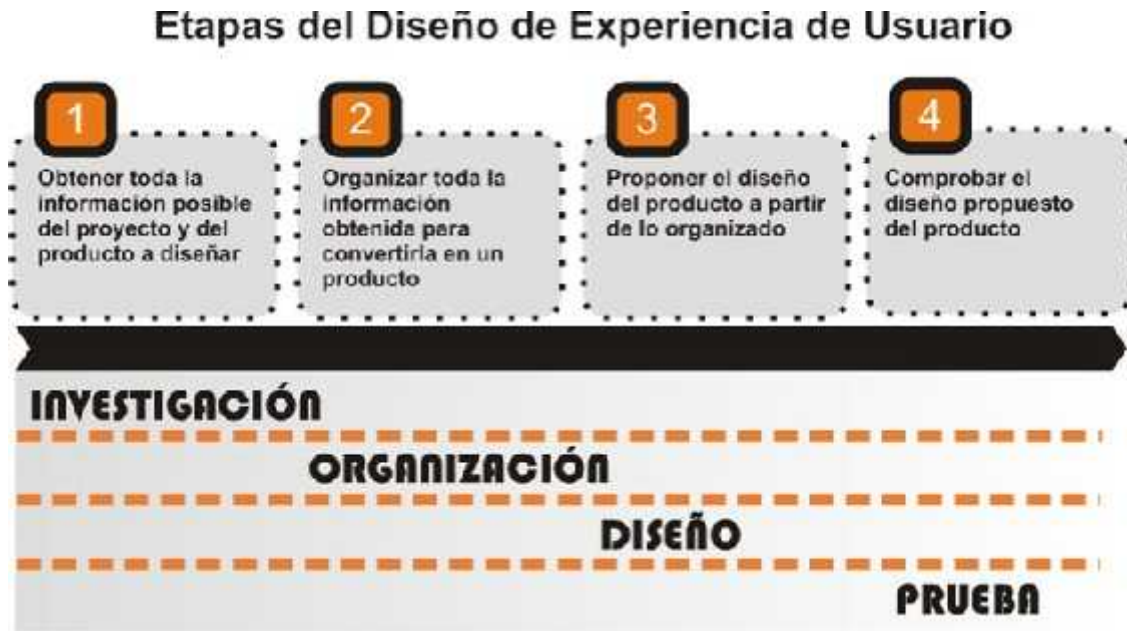 Etapas del Diseño de Experiencia de Usuario
1
Obtener toda la
información posible
del proyecto y del
producto a diseñar
2
Organizar toda la
información
obtenida para
convertirla en un
producto
3
Proponer el diseño
del producto a partir
de lo organizado
4
Comprobar el
diseño propuesto
del producto
INVESTIGACIÓN
ORGANIZACIÓN
DISEÑO
PRUEBA